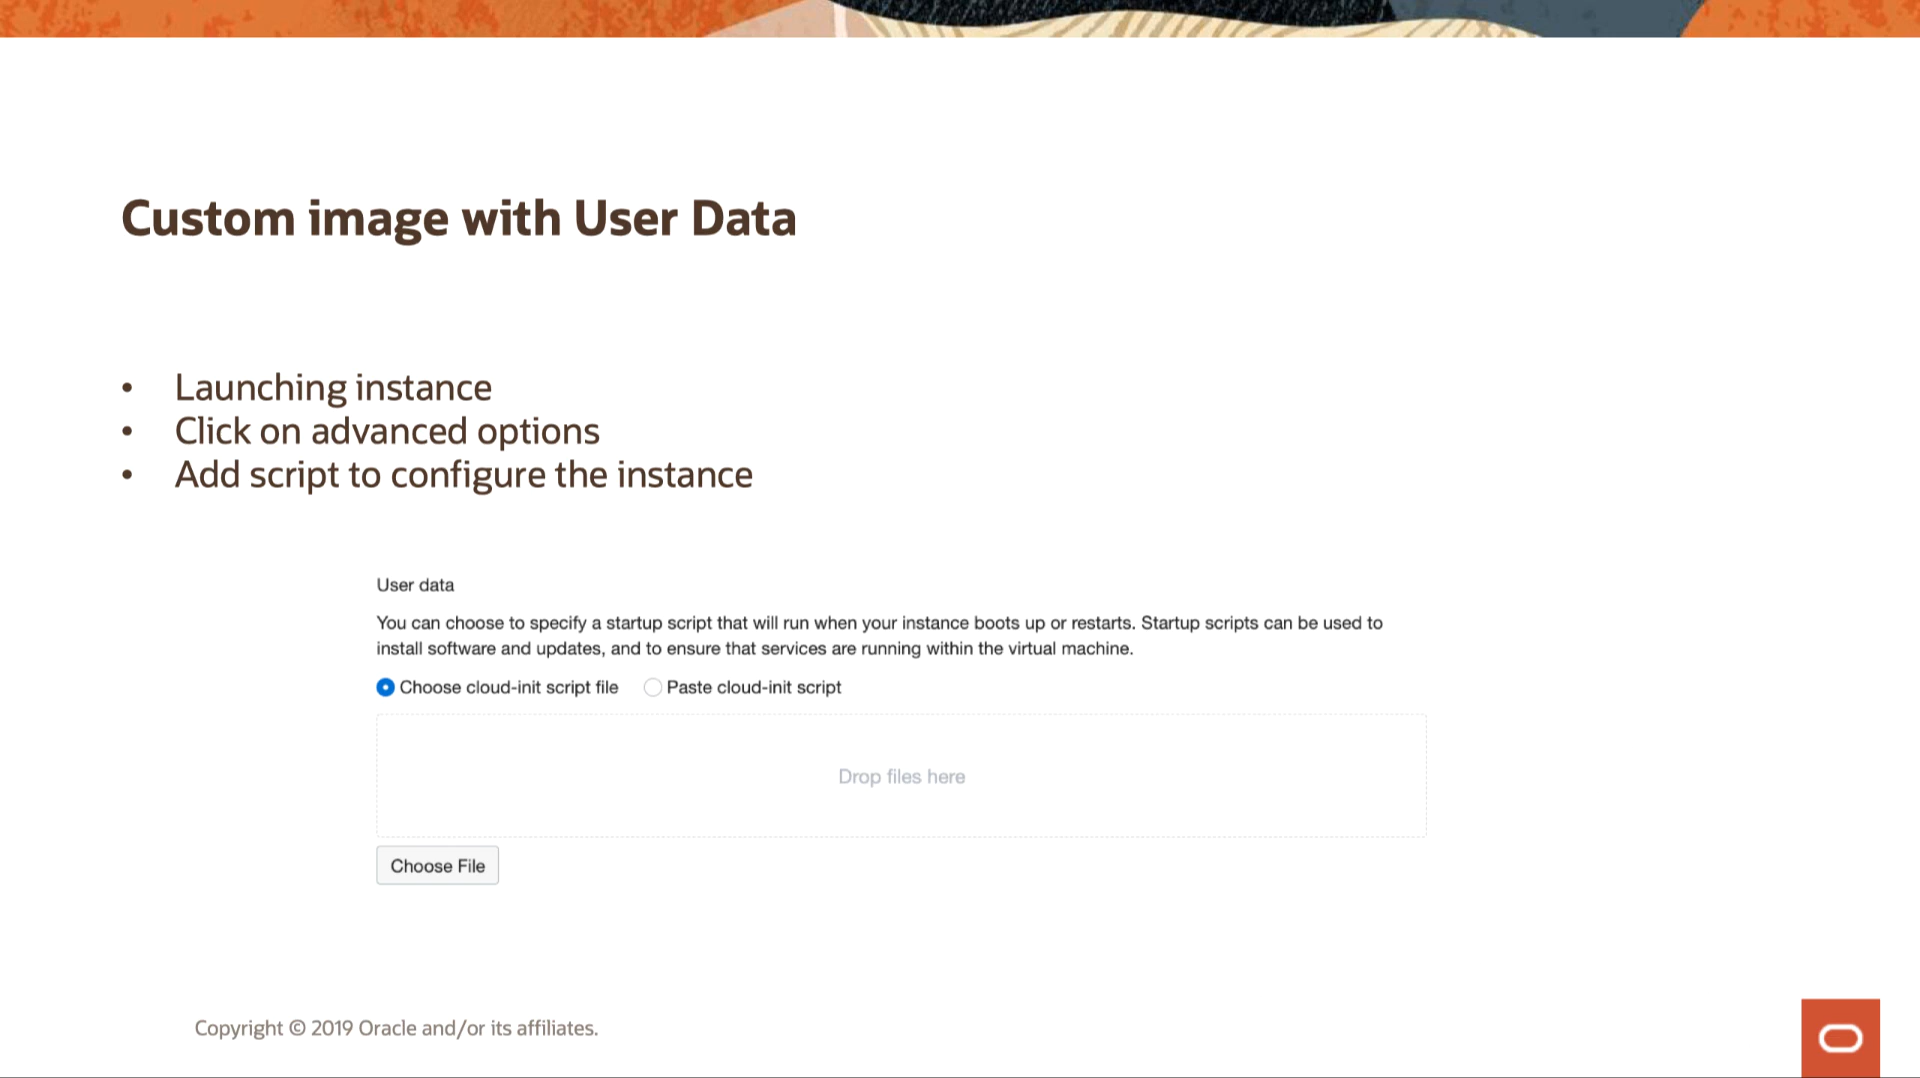 Custom image with User Data
• Launching instance
• Click on advanced options
• Add script to configure the instance
User data
You can choose to specify a startup script that will run when your instance boots up or restarts. Startup scripts can be used to
install software and updates, and to ensure that services are running within the virtual machine.
Choose cloud-init script file Paste cloud-init script
Drop files here
Choose File
Copyright © 2019 Oracle and/or its affiliates.